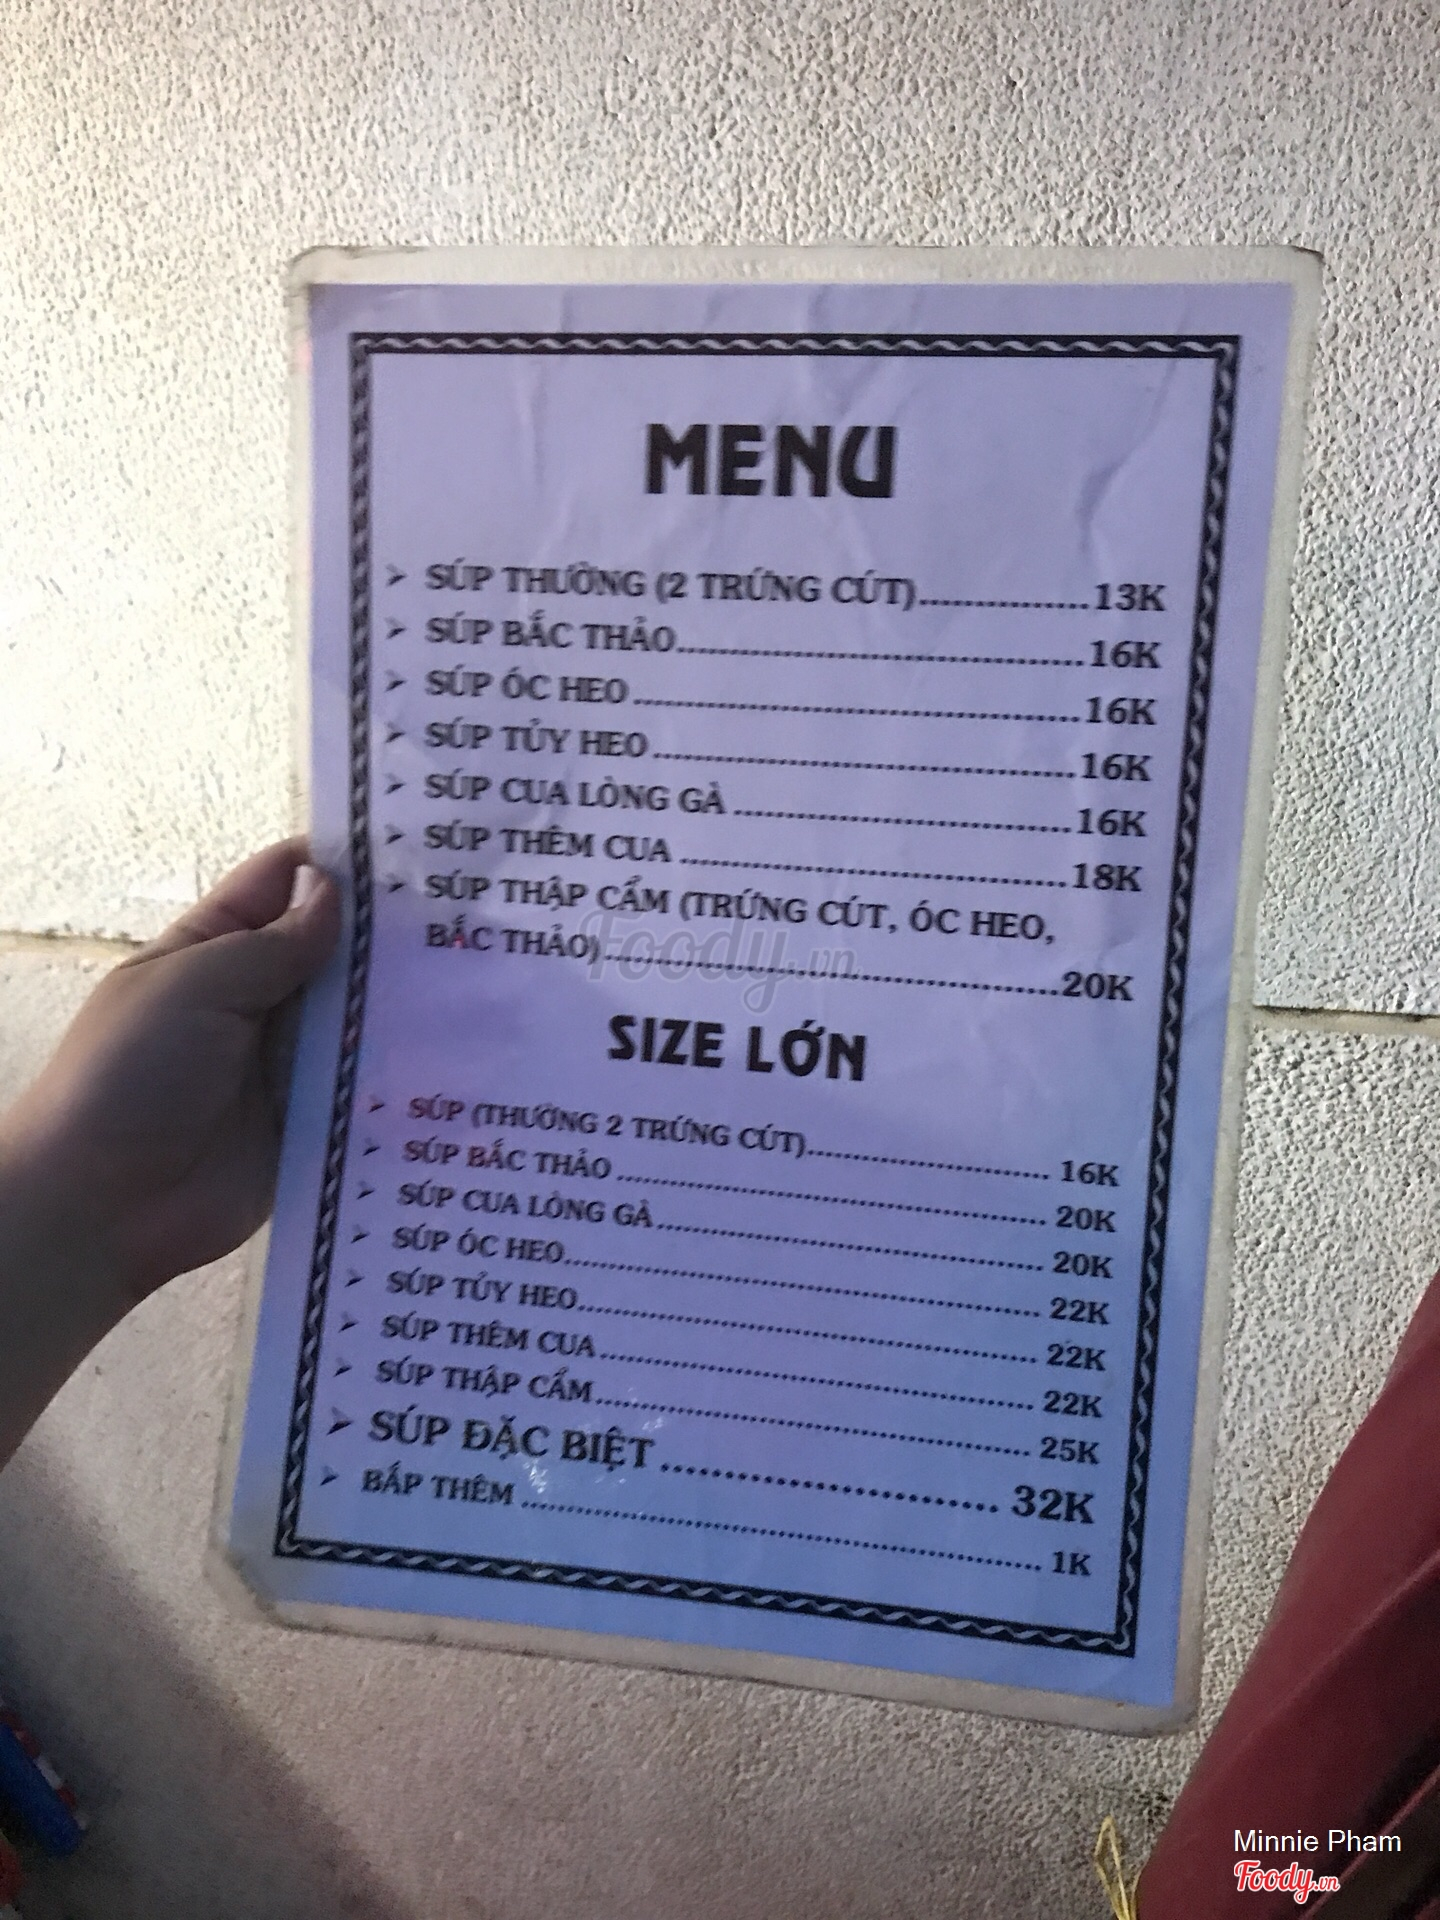 MENU
➢ SÚP THƯỜNG (2 TRỨNG CÚT)................13K
➢ SÚP BẮC THẢO........................................16K
➢ SÚP ÓC HEO............................................16K
➢ SÚP TỦY HEO..........................................16K
➢ SÚP CUA LÒNG GÀ..................................16K
➢ SÚP THÊM CUA.......................................18K
➢ SÚP THẬP CẨM (TRỨNG CÚT, ÓC HEO,
BẮC THẢO)..............................................20K
Foody.vn
SIZE LỚN
➢ SÚP (THƯỜNG 2 TRỨNG CÚT)......................... 16K
➢ SÚP BẮC THẢO ............................................. 20K
➢ SÚP CUA LÒNG GÀ........................................ 20K
➢ SÚP ÓC HEO................................................. 22K
➢ SÚP TỦY HEO................................................ 22K
➢ SÚP THÊM CUA.............................................. 22K
➢ SÚP THẬP CẨM.............................................. 25K
➢ SÚP ĐẶC BIỆT ................................ 32K
➢ BẮP THÊM ...................................................... 1K
Minnie Pham
Foody.vn